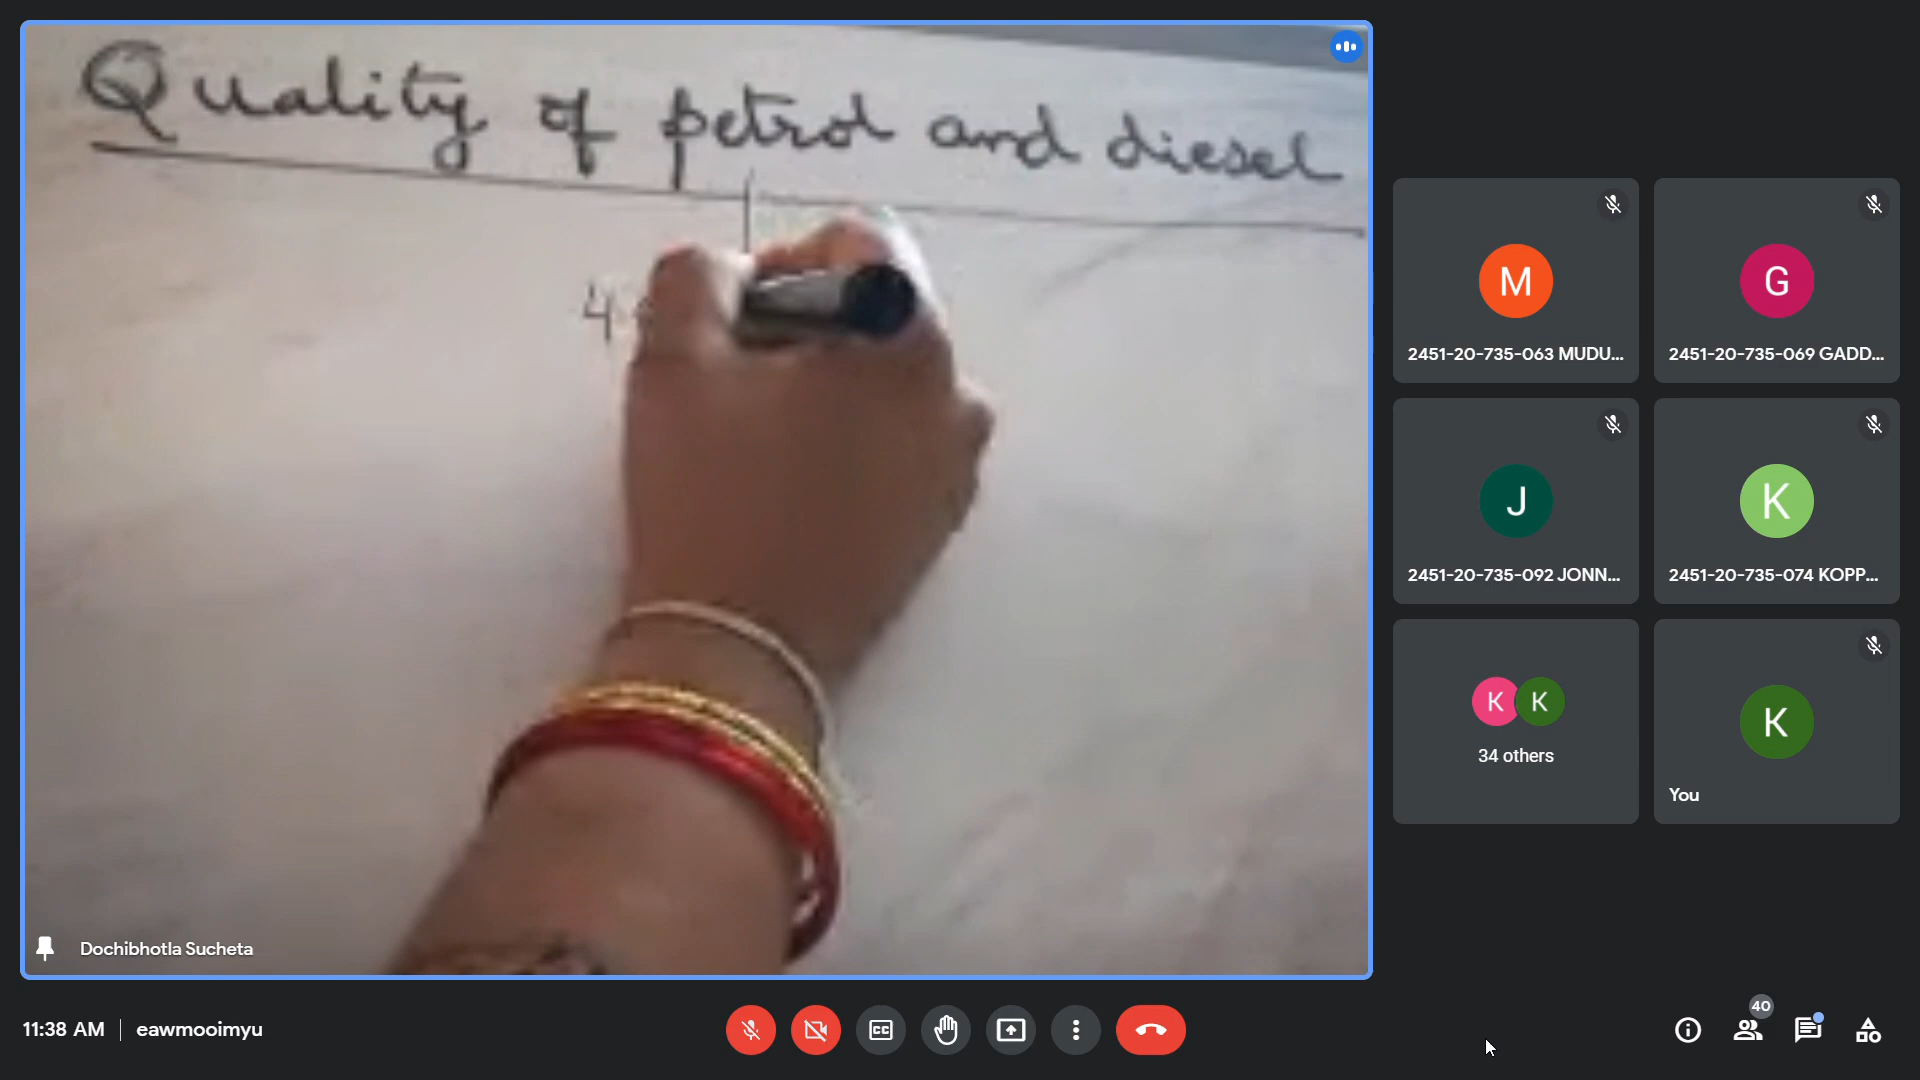 Quality of petrol and diesel
4
M
2451-20-735-063 MUDU...
G
2451-20-735-069 GADD...
J
2451-20-735-092 JONN...
K
2451-20-735-074 KOPP...
K K
34 others
K
You
Dochibhotla Sucheta
11:38 AM | eawmooimyu
CC
40